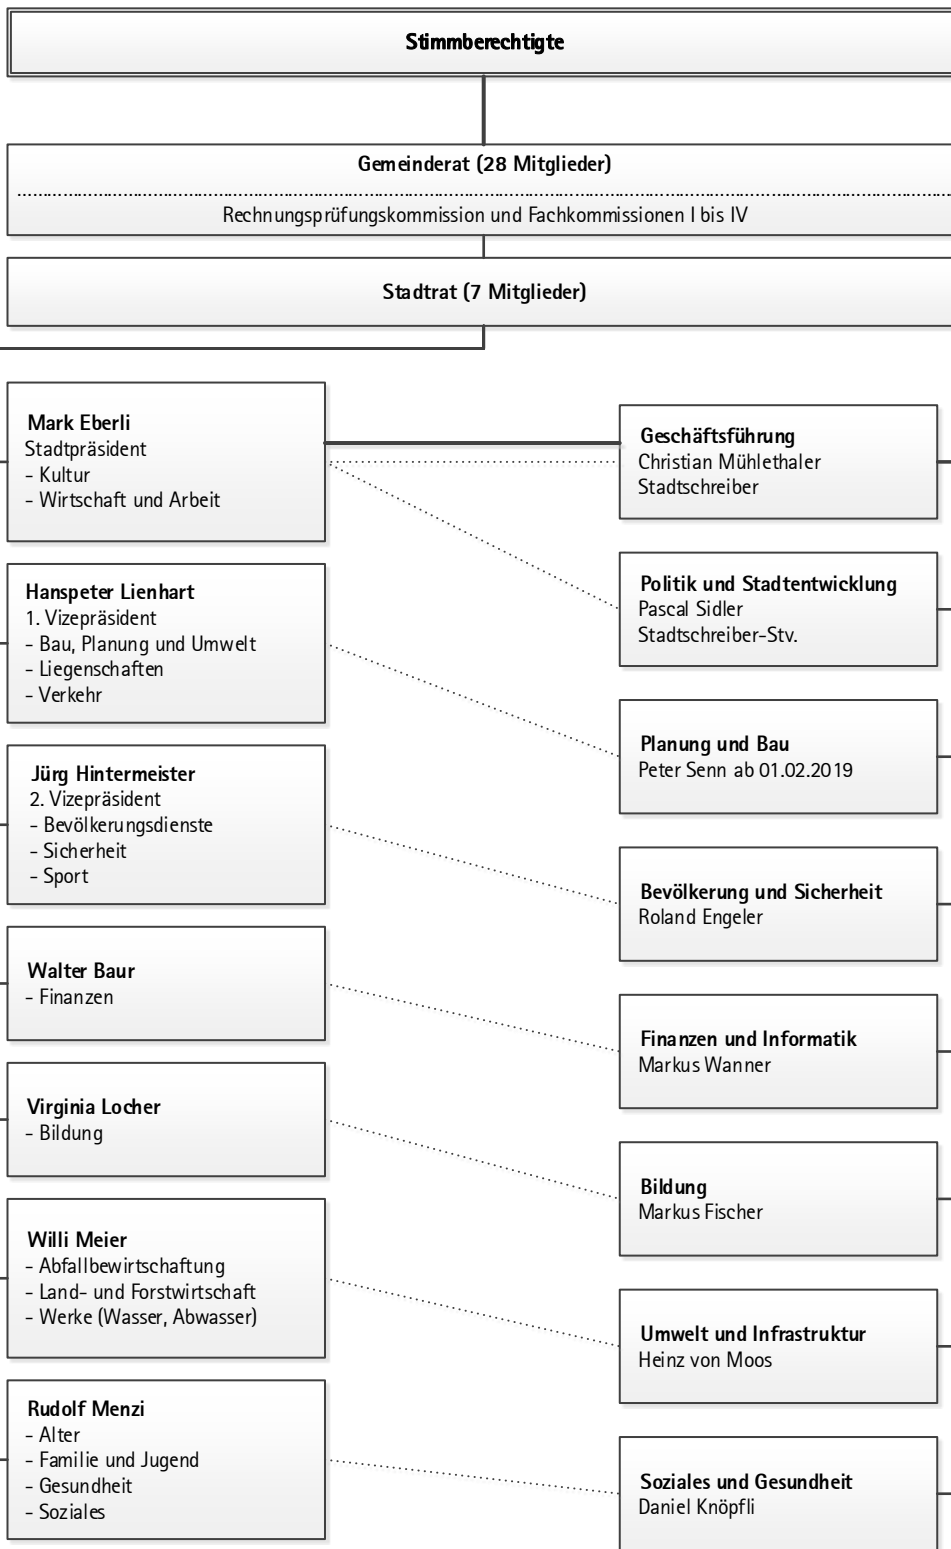 Stimmberechtigte
Gemeinderat (28 Mitglieder)
Rechnungsprüfungskommission und Fachkommissionen I bis IV
Stadtrat (7 Mitglieder)
Mark Eberli
Stadtpräsident
- Kultur
- Wirtschaft und Arbeit
Geschäftsführung
Christian Mühlethaler
Stadtschreiber
Hanspeter Lienhart
1. Vizepräsident
- Bau, Planung und Umwelt
- Liegenschaften
- Verkehr
Politik und Stadtentwicklung
Pascal Sidler
Stadtschreiber-Stv.
Planung und Bau
Peter Senn ab 01.02.2019
Jürg Hintermeister
2. Vizepräsident
- Bevölkerungsdienste
- Sicherheit
- Sport
Bevölkerung und Sicherheit
Roland Engeler
Walter Baur
- Finanzen
Finanzen und Informatik
Markus Wanner
Virginia Locher
- Bildung
Bildung
Markus Fischer
Willi Meier
- Abfallbewirtschaftung
- Land- und Forstwirtschaft
- Werke (Wasser, Abwasser)
Umwelt und Infrastruktur
Heinz von Moos
Rudolf Menzi
- Alter
- Familie und Jugend
- Gesundheit
- Soziales
Soziales und Gesundheit
Daniel Knöpfli